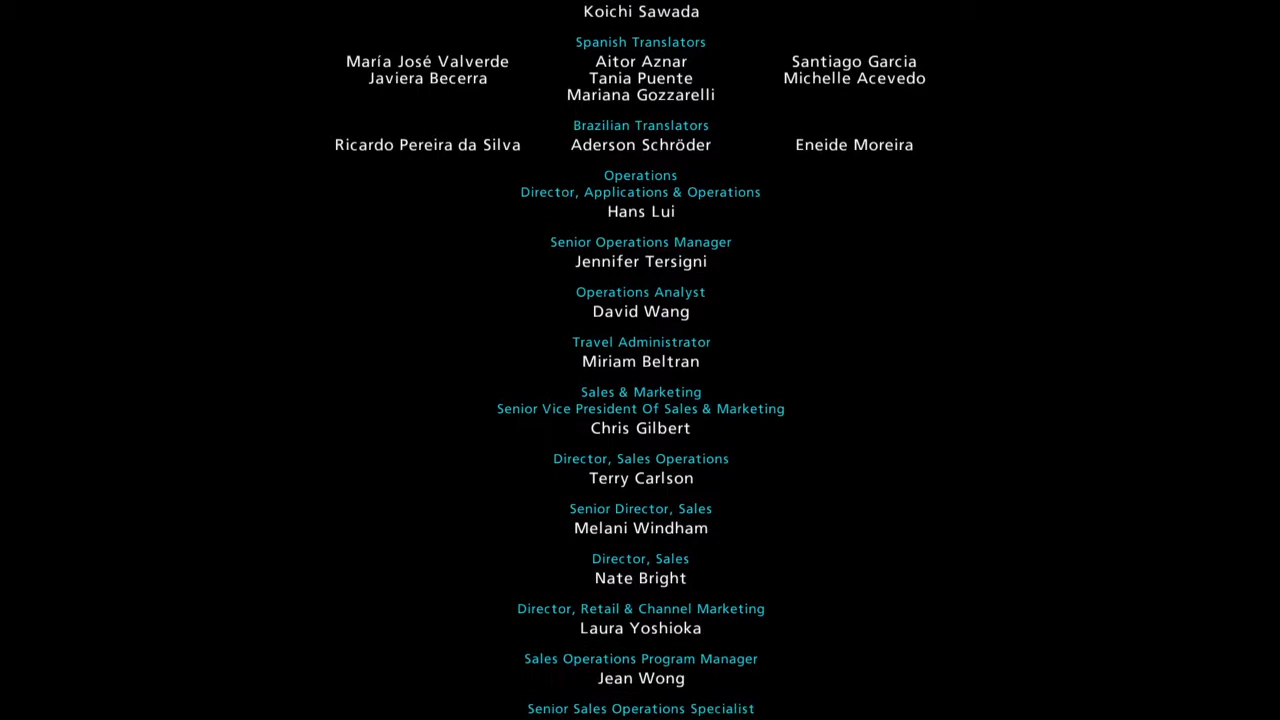 Koichi Sawada
Spanish Translators
María José Valverde Aitor Aznar Santiago Garcia
Javiera Becerra Tania Puente Michelle Acevedo
Mariana Gozzarelli
Brazilian Translators
Ricardo Pereira da Silva Aderson Schröder Eneide Moreira
Operations
Director, Applications & Operations
Hans Lui
Senior Operations Manager
Jennifer Tersigni
Operations Analyst
David Wang
Travel Administrator
Miriam Beltran
Sales & Marketing
Senior Vice President Of Sales & Marketing
Chris Gilbert
Director, Sales Operations
Terry Carlson
Senior Director, Sales
Melani Windham
Director, Sales
Nate Bright
Director, Retail & Channel Marketing
Laura Yoshioka
Sales Operations Program Manager
Jean Wong
Senior Sales Operations Specialist